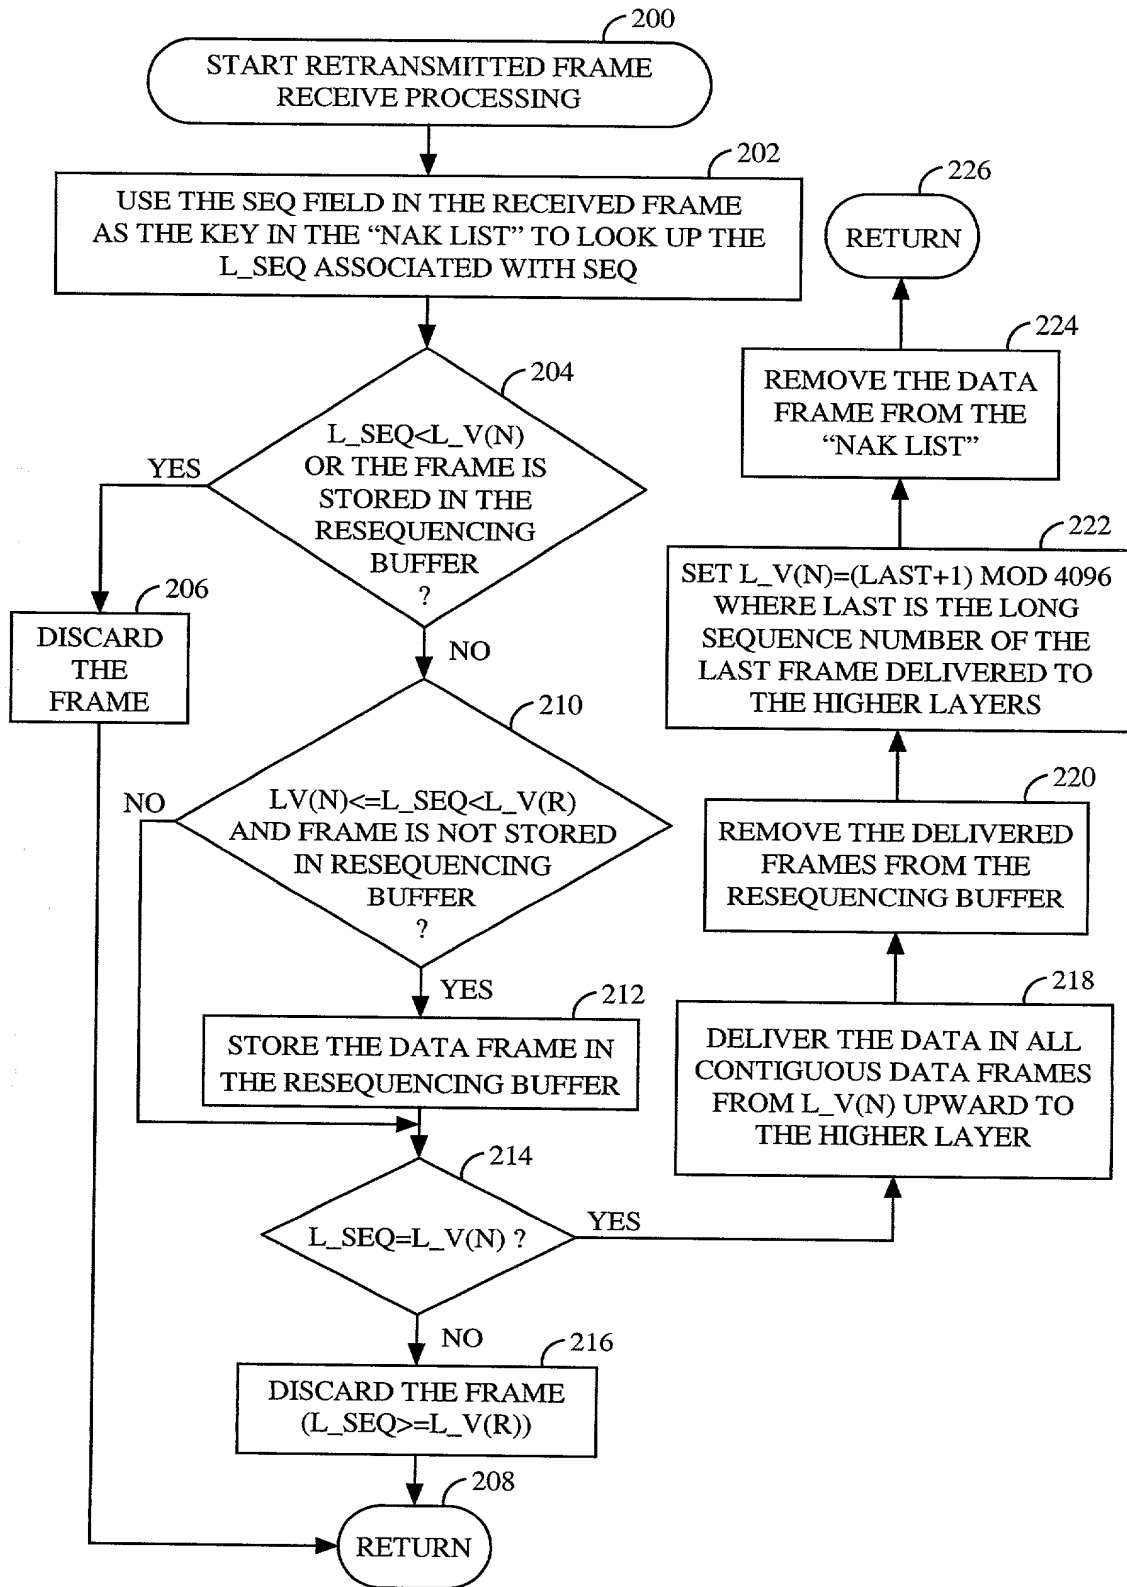 200
START RETRANSMITTED FRAME
RECEIVE PROCESSING
202
USE THE SEQ FIELD IN THE RECEIVED FRAME
AS THE KEY IN THE “NAK LIST” TO LOOK UP THE
L_SEQ ASSOCIATED WITH SEQ
204
L_SEQ<L_V(N)
OR THE FRAME IS
STORED IN THE
RESEQUENCING
BUFFER
?
YES
NO
206
DISCARD
THE
FRAME
210
LV(N)<=L_SEQ<L_V(R)
AND FRAME IS NOT STORED
IN RESEQUENCING
BUFFER
?
NO
YES
212
STORE THE DATA FRAME IN
THE RESEQUENCING BUFFER
214
L_SEQ=L_V(N) ?
YES
NO
216
DISCARD THE FRAME
(L_SEQ>=L_V(R))
208
RETURN
226
RETURN
224
REMOVE THE DATA
FRAME FROM THE
“NAK LIST”
222
SET L_V(N)=(LAST+1) MOD 4096
WHERE LAST IS THE LONG
SEQUENCE NUMBER OF THE
LAST FRAME DELIVERED TO
THE HIGHER LAYERS
220
REMOVE THE DELIVERED
FRAMES FROM THE
RESEQUENCING BUFFER
218
DELIVER THE DATA IN ALL
CONTIGUOUS DATA FRAMES
FROM L_V(N) UPWARD TO
THE HIGHER LAYER